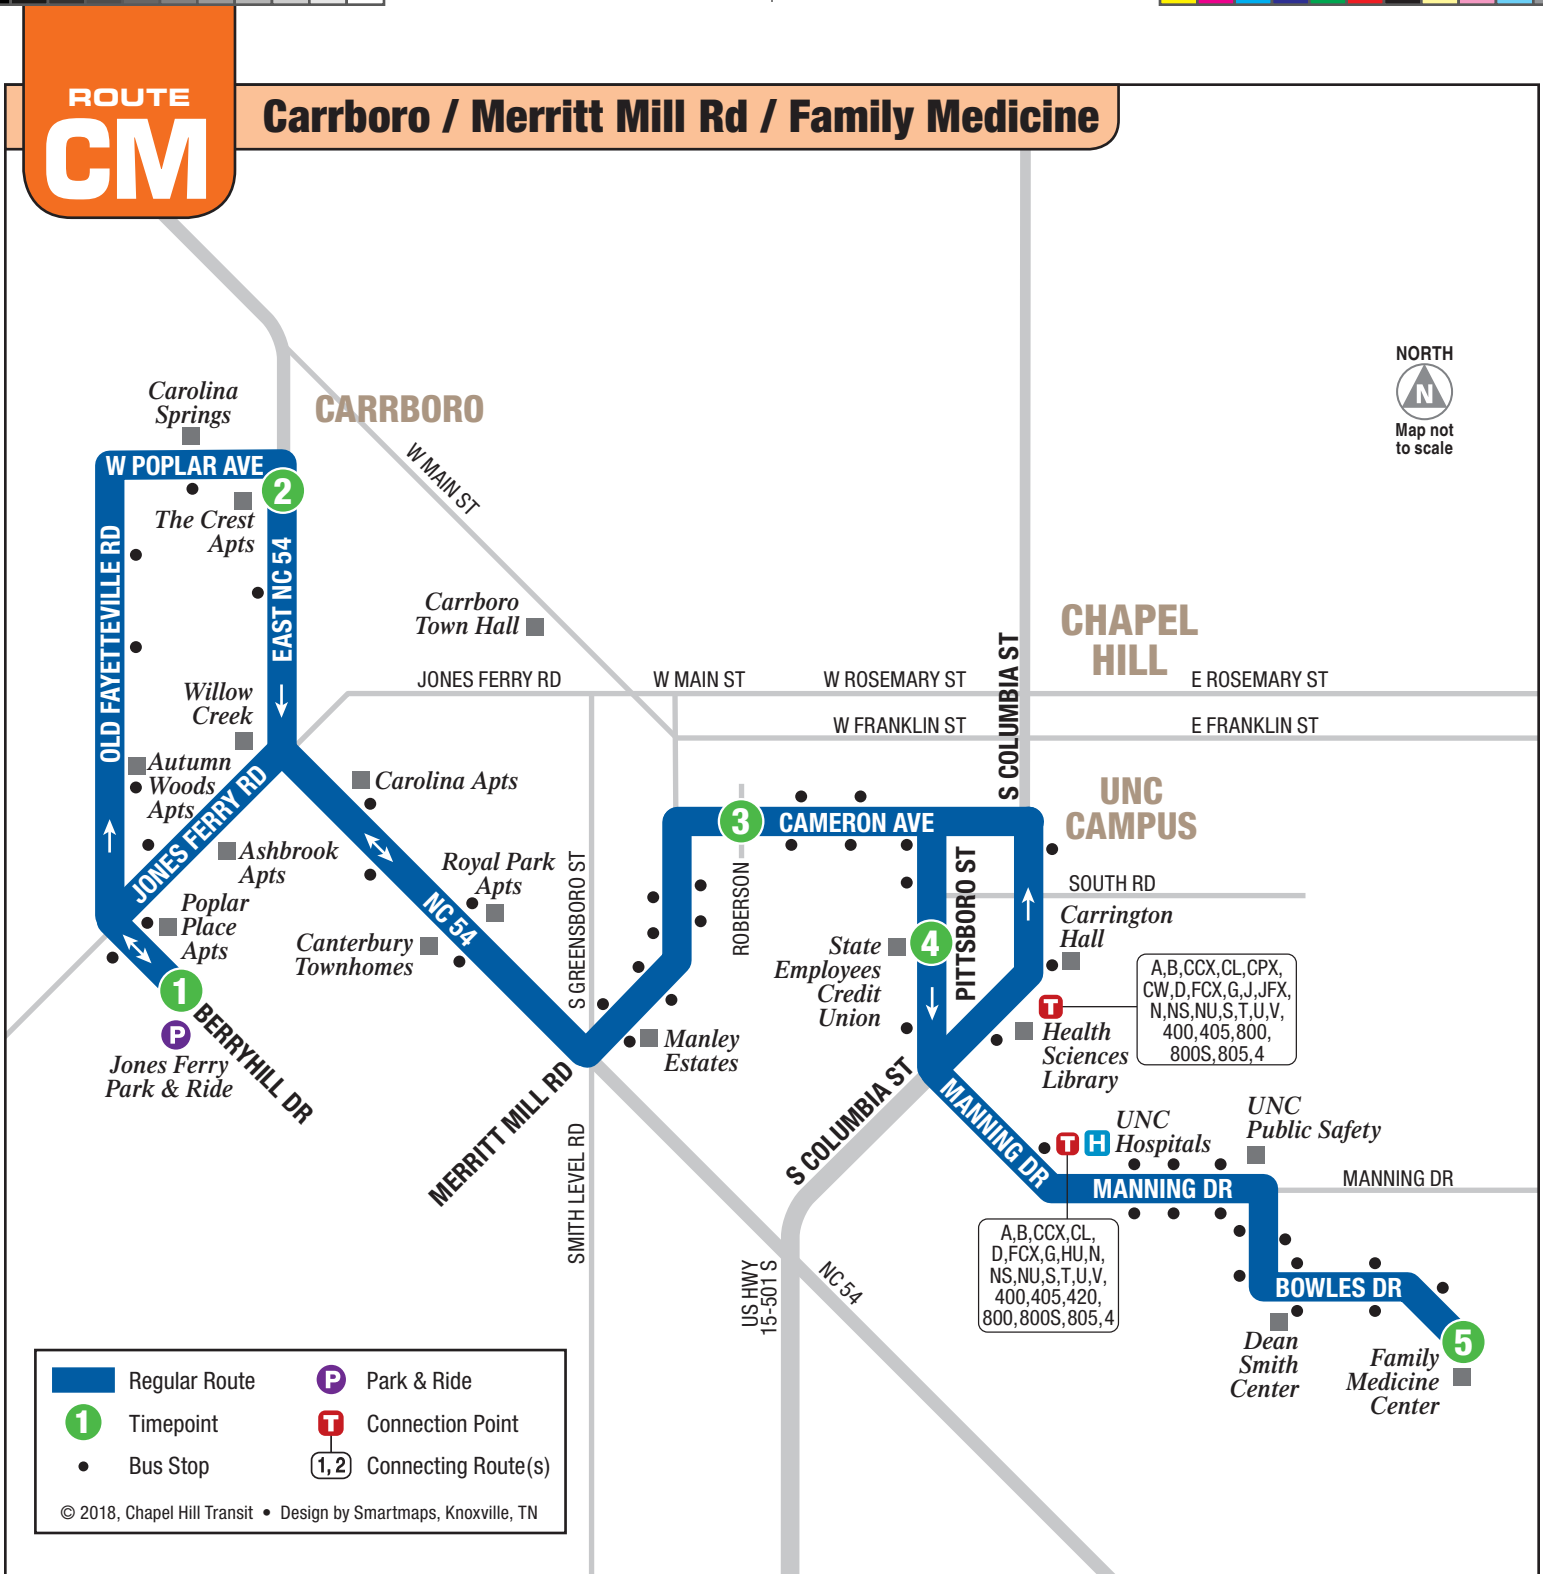 ROUTE
CM
Carrboro / Merritt Mill Rd / Family Medicine
NORTH
N
Map not
to scale
Carolina
Springs
CARRBORO
W MAIN ST
W POPLAR AVE
2
The Crest
Apts
OLD FAYETTEVILLE RD
EAST NC 54
Carrboro
Town Hall
CHAPEL
HILL
S COLUMBIA ST
JONES FERRY RD
W MAIN ST
W ROSEMARY ST
E ROSEMARY ST
W FRANKLIN ST
E FRANKLIN ST
Willow
Creek
Autumn
Woods
Apts
JONES FERRY RD
Carolina Apts
UNC
CAMPUS
3
CAMERON AVE
Ashbrook
Apts
Royal Park
Apts
S GREENSBORO ST
ROBERSON
PITTSBORO ST
SOUTH RD
Poplar
Place
Apts
NC 54
Canterbury
Townhomes
State
Employees
Credit
Union
4
Carrington
Hall
A,B,CCX,CL,CPX,
CW,D,FCX,G,J,JFX,
N,NS,NU,S,T,U,V,
400,405,800,
800S,805,4
1
BERRYHILL DR
P
Jones Ferry
Park & Ride
T
Health
Sciences
Library
Manley
Estates
MERRITT MILL RD
S COLUMBIA ST
MANNING DR
SMITH LEVEL RD
T
H
UNC
Hospitals
UNC
Public Safety
MANNING DR
MANNING DR
A,B,CCX,CL,
D,FCX,G,HU,N,
NS,NU,S,T,U,V,
400,405,420,
800,800S,805,4
US HWY
15-501 S
NC 54
BOWLES DR
Dean
Smith
Center
5
Family
Medicine
Center
Regular Route
P
Park & Ride
1
Timepoint
T
Connection Point
Bus Stop
1,2
Connecting Route(s)
© 2018, Chapel Hill Transit • Design by Smartmaps, Knoxville, TN